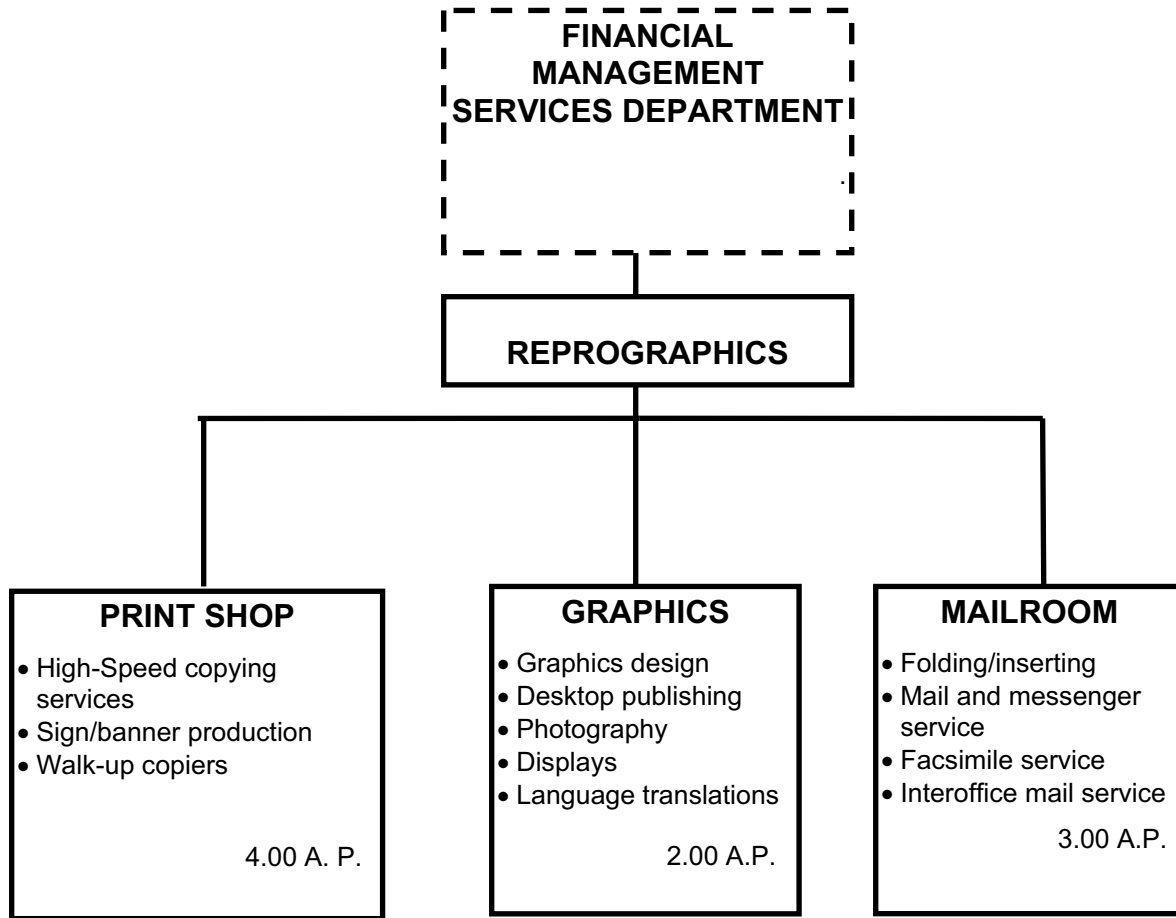 FINANCIAL
MANAGEMENT
SERVICES DEPARTMENT
.
REPROGRAPHICS
PRINT SHOP
• High-Speed copying
services
• Sign/banner production
• Walk-up copiers
4.00 A. P.
GRAPHICS
• Graphics design
• Desktop publishing
• Photography
• Displays
• Language translations
2.00 A.P.
MAILROOM
• Folding/inserting
• Mail and messenger
service
• Facsimile service
• Interoffice mail service
3.00 A.P.